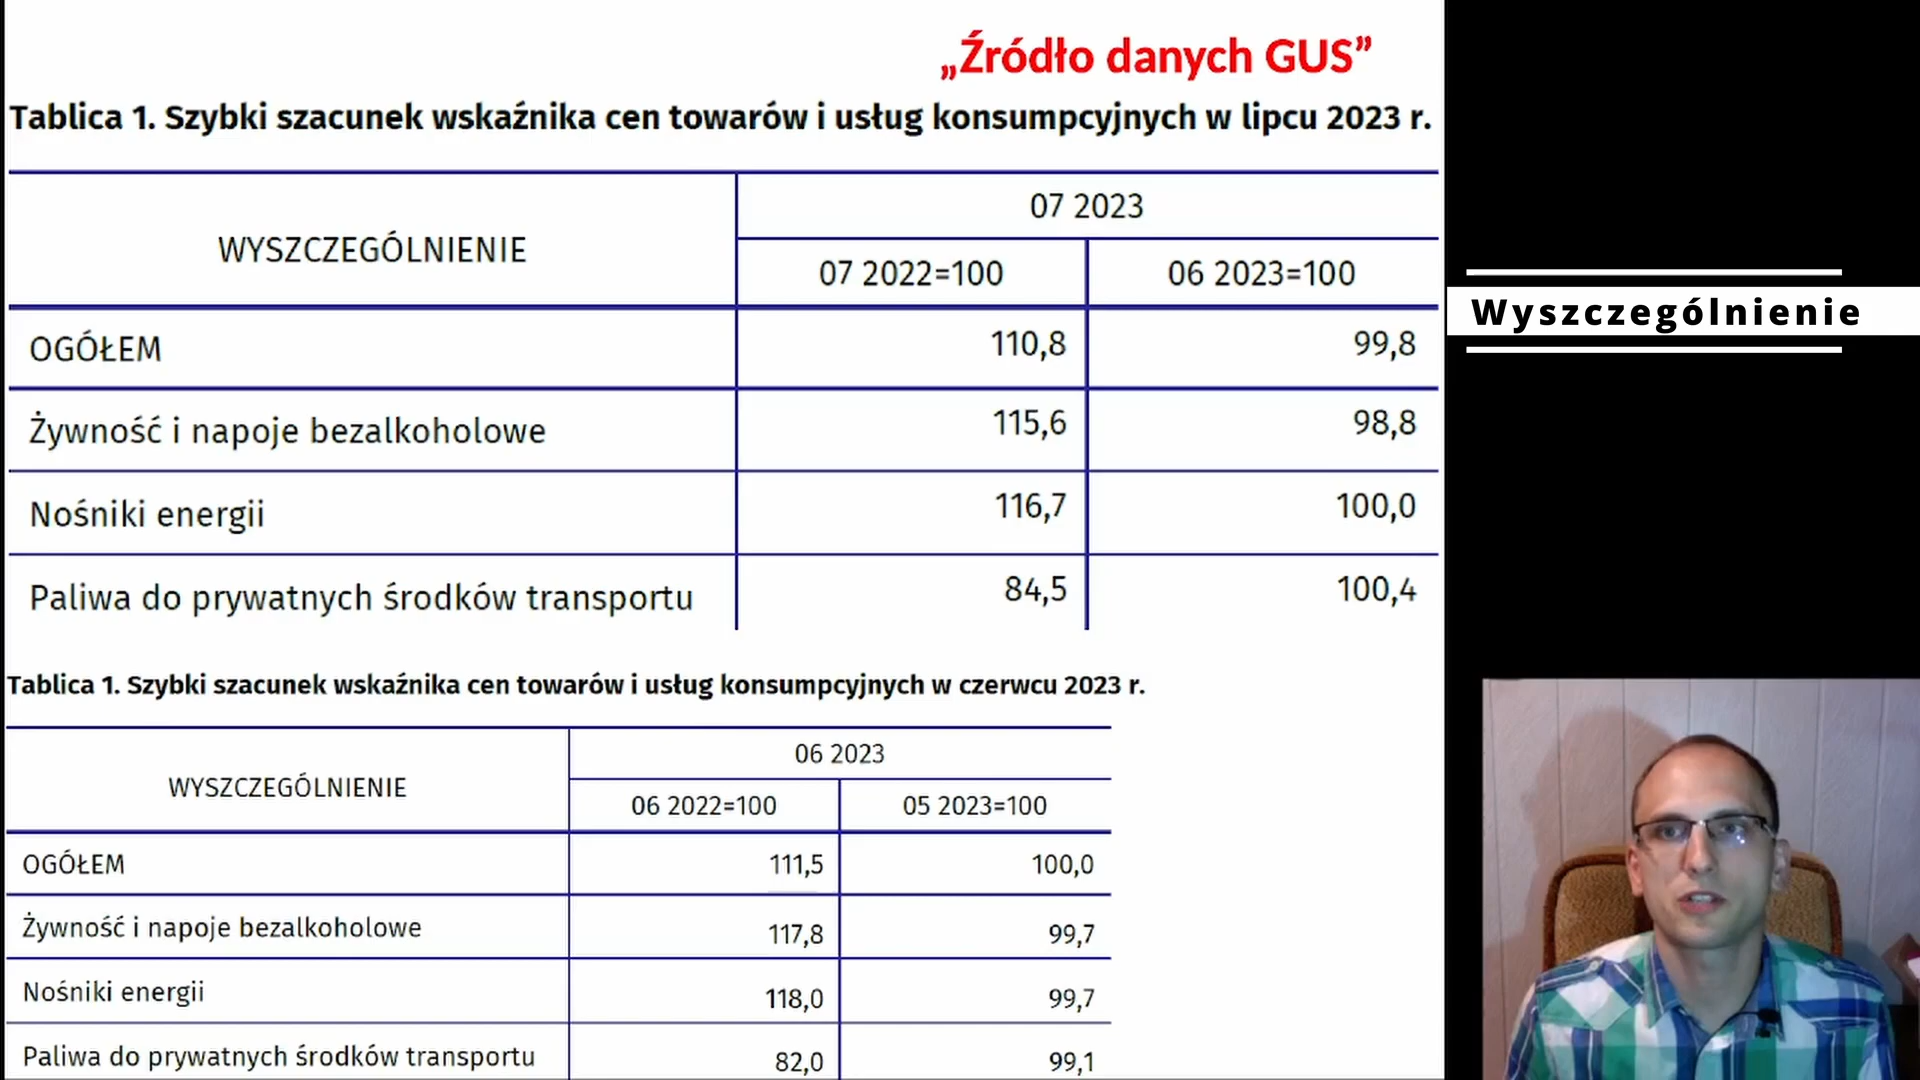 „Źródło danych GUS”
Tablica 1. Szybki szacunek wskaźnika cen towarów i usług konsumpcyjnych w lipcu 2023 r.
WYSZCZEGÓLNIENIE
07 2023
07 2022=100 06 2023=100
OGÓŁEM 110,8 99,8
Żywność i napoje bezalkoholowe 115,6 98,8
Nośniki energii 116,7 100,0
Paliwa do prywatnych środków transportu 84,5 100,4
Wyszczególnienie
Tablica 1. Szybki szacunek wskaźnika cen towarów i usług konsumpcyjnych w czerwcu 2023 r.
WYSZCZEGÓLNIENIE
06 2023
06 2022=100 05 2023=100
OGÓŁEM 111,5 100,0
Żywność i napoje bezalkoholowe 117,8 99,7
Nośniki energii 118,0 99,7
Paliwa do prywatnych środków transportu 82,0 99,1